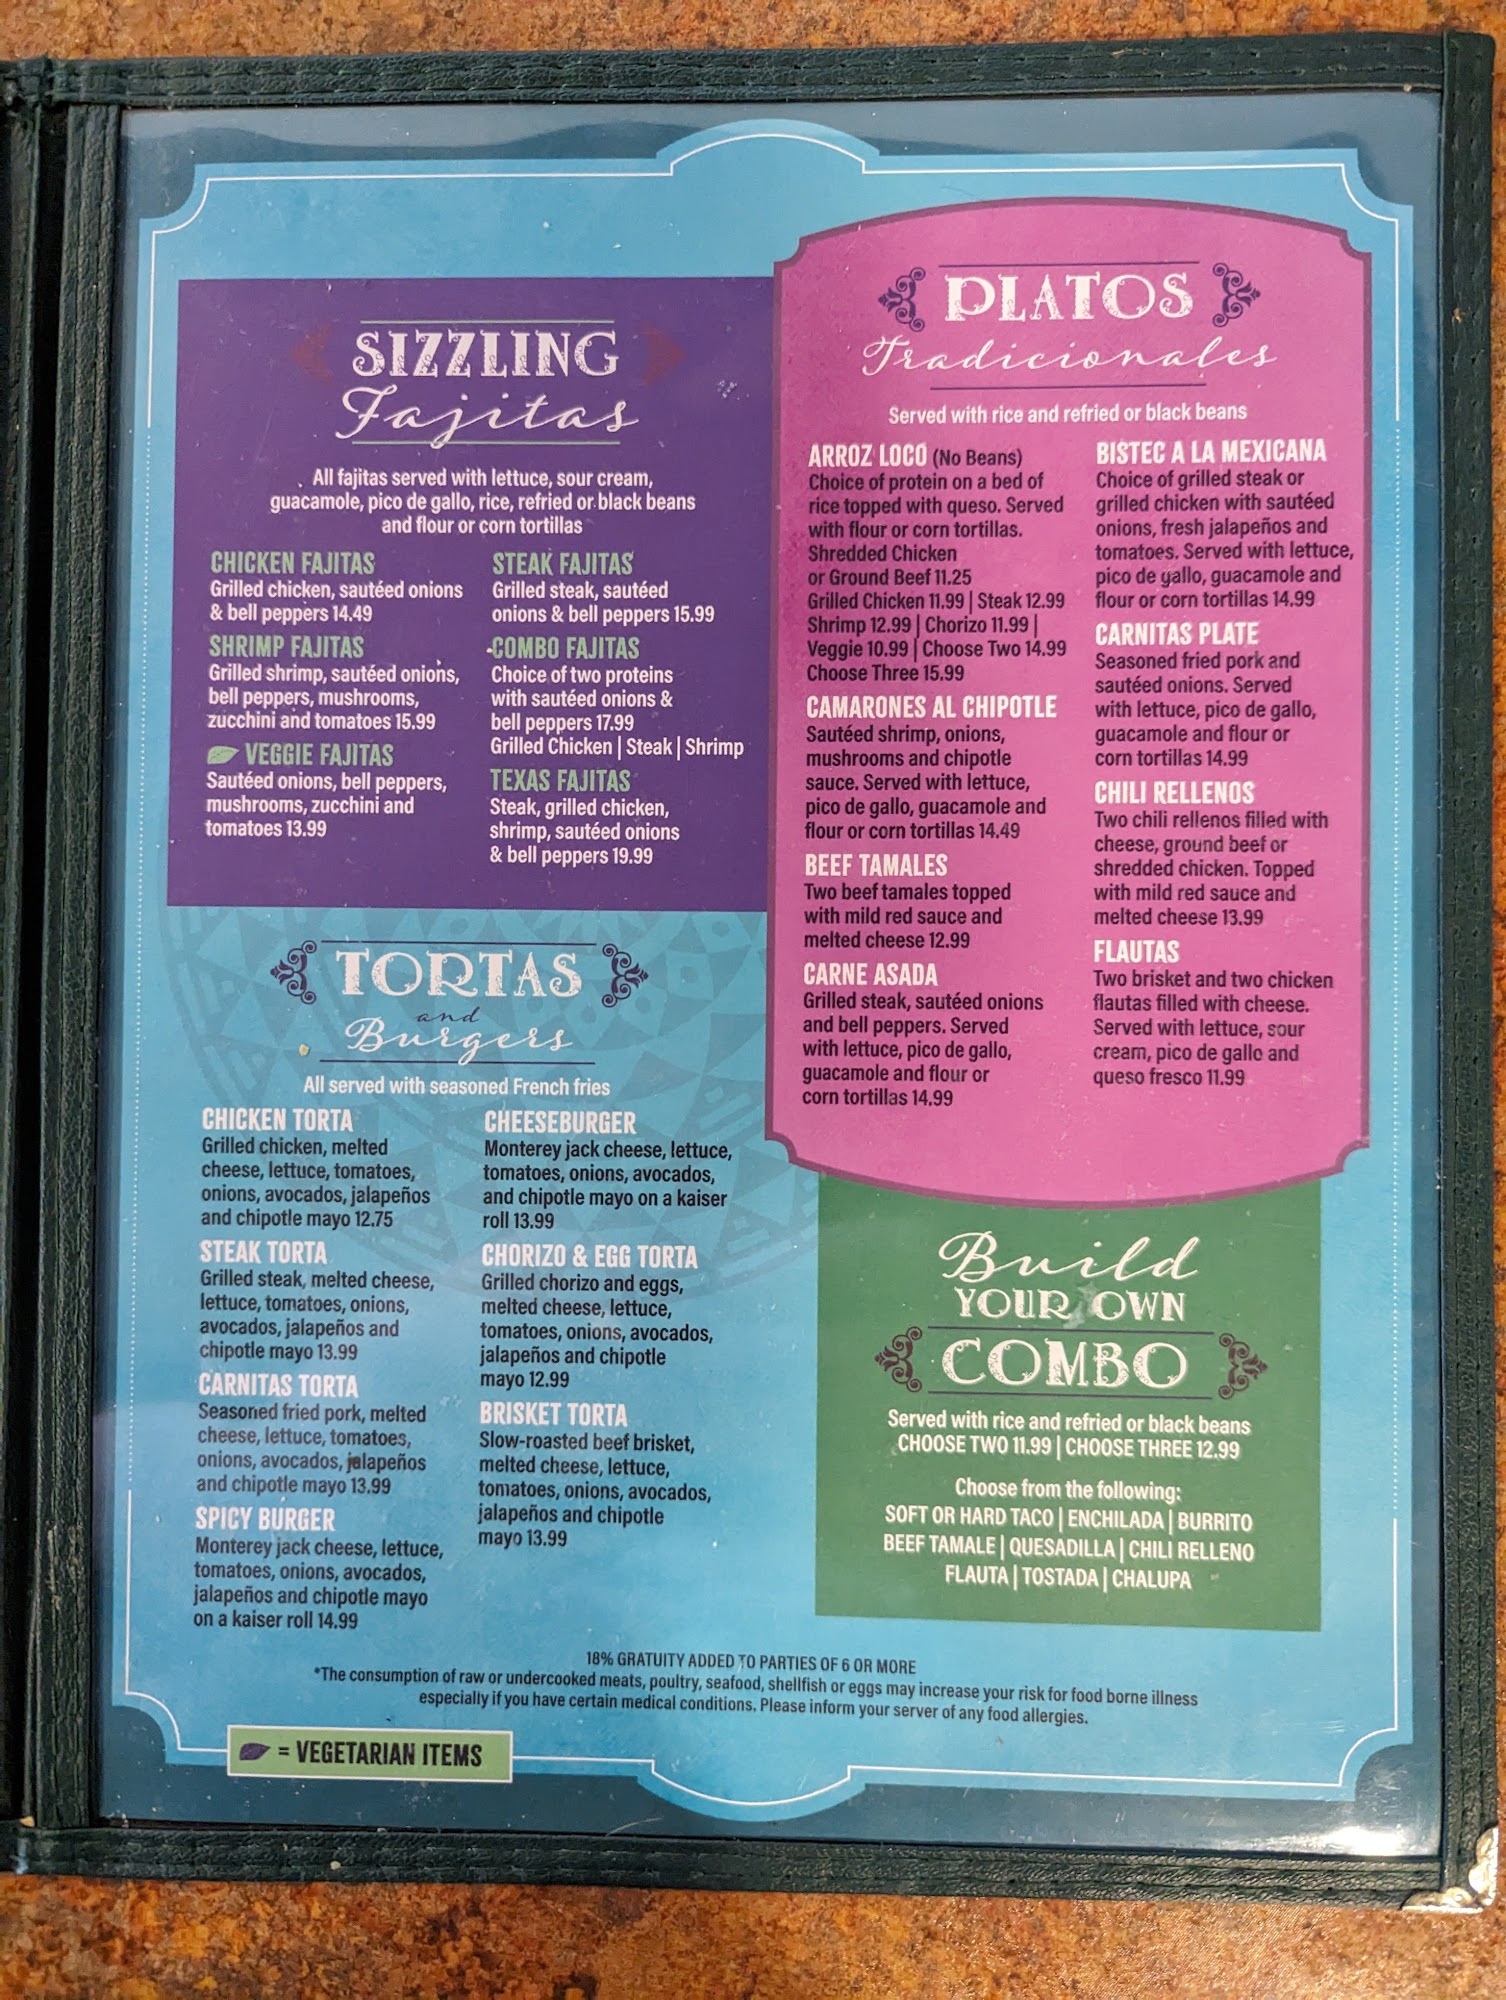 SIZZLING
Fajitas
All fajitas served with lettuce, sour cream,
guacamole, pico de gallo, rice, refried or black beans
and flour or corn tortillas
CHICKEN FAJITAS
Grilled chicken, sautéed onions
& bell peppers 14.49
SHRIMP FAJITAS
Grilled shrimp, sautéed onions,
bell peppers, mushrooms,
zucchini and tomatoes 15.99
VEGGIE FAJITAS
Sautéed onions, bell peppers,
mushrooms, zucchini and
tomatoes 13.99
STEAK FAJITAS
Grilled steak, sautéed
onions & bell peppers 15.99
COMBO FAJITAS
Choice of two proteins
with sautéed onions &
bell peppers 17.99
Grilled Chicken | Steak | Shrimp
TEXAS FAJITAS
Steak, grilled chicken,
shrimp, sautéed onions
& bell peppers 19.99
TORTAS
and
Burgers
All served with seasoned French fries
CHICKEN TORTA
Grilled chicken, melted
cheese, lettuce, tomatoes,
onions, avocados, jalapeños
and chipotle mayo 12.75
STEAK TORTA
Grilled steak, melted cheese,
lettuce, tomatoes, onions,
avocados, jalapeños and
chipotle mayo 13.99
CARNITAS TORTA
Seasoned fried pork, melted
cheese, lettuce, tomatoes,
onions, avocados, jalapeños
and chipotle mayo 13.99
SPICY BURGER
Monterey jack cheese, lettuce,
tomatoes, onions, avocados,
jalapeños and chipotle mayo
on a kaiser roll 14.99
CHEESEBURGER
Monterey jack cheese, lettuce,
tomatoes, onions, avocados,
and chipotle mayo on a kaiser
roll 13.99
CHORIZO & EGG TORTA
Grilled chorizo and eggs,
melted cheese, lettuce,
tomatoes, onions, avocados,
jalapeños and chipotle
mayo 12.99
BRISKET TORTA
Slow-roasted beef brisket,
melted cheese, lettuce,
tomatoes, onions, avocados,
jalapeños and chipotle
mayo 13.99
PLATOS
Tradicionales
Served with rice and refried or black beans
ARROZ LOCO (No Beans)
Choice of protein on a bed of
rice topped with queso. Served
with flour or corn tortillas.
Shredded Chicken
or Ground Beef 11.25
Grilled Chicken 11.99 | Steak 12.99
Shrimp 12.99 | Chorizo 11.99 |
Veggie 10.99 | Choose Two 14.99
Choose Three 15.99
CAMARONES AL CHIPOTLE
Sautéed shrimp, onions,
mushrooms and chipotle
sauce. Served with lettuce,
pico de gallo, guacamole and
flour or corn tortillas 14.49
BEEF TAMALES
Two beef tamales topped
with mild red sauce and
melted cheese 12.99
CARNE ASADA
Grilled steak, sautéed onions
and bell peppers. Served
with lettuce, pico de gallo,
guacamole and flour or
corn tortillas 14.99
BISTEC A LA MEXICANA
Choice of grilled steak or
grilled chicken with sautéed
onions, fresh jalapeños and
tomatoes. Served with lettuce,
pico de gallo, guacamole and
flour or corn tortillas 14.99
CARNITAS PLATE
Seasoned fried pork and
sautéed onions. Served
with lettuce, pico de gallo,
guacamole and flour or
corn tortillas 14.99
CHILI RELLENOS
Two chili rellenos filled with
cheese, ground beef or
shredded chicken. Topped
with mild red sauce and
melted cheese 13.99
FLAUTAS
Two brisket and two chicken
flautas filled with cheese.
Served with lettuce, sour
cream, pico de gallo and
queso fresco 11.99
Build
YOUR OWN
COMBO
Served with rice and refried or black beans
CHOOSE TWO 11.99 | CHOOSE THREE 12.99
Choose from the following:
SOFT OR HARD TACO | ENCHILADA | BURRITO
BEEF TAMALE | QUESADILLA | CHILI RELLENO
FLAUTA | TOSTADA | CHALUPA
18% GRATUITY ADDED TO PARTIES OF 6 OR MORE
*The consumption of raw or undercooked meats, poultry, seafood, shellfish or eggs may increase your risk for food borne illness
especially if you have certain medical conditions. Please inform your server of any food allergies.
= VEGETARIAN ITEMS